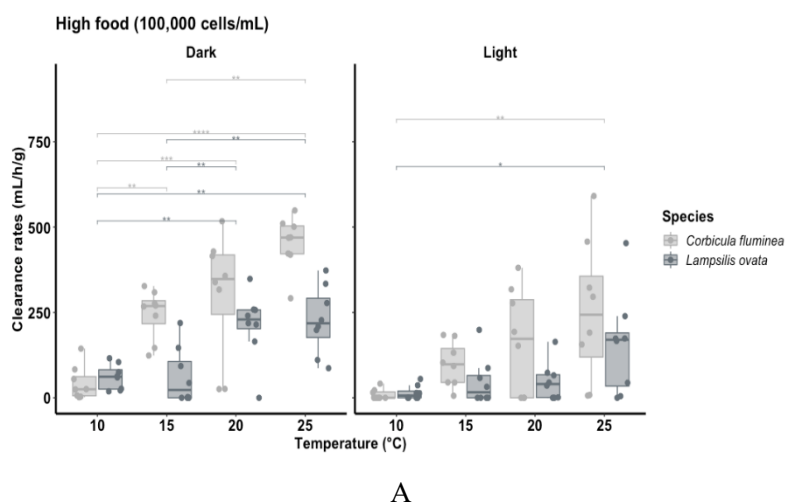 High food (100,000 cells/mL)
Dark
Light
**
**
****
**
***
**
**
**
**
*
750
500
250
0
Clearance rates (mL/h/g)
10 15 20 25
10 15 20 25
Temperature (°C)
Species
Corbicula fluminea
Lampsilis ovata
A